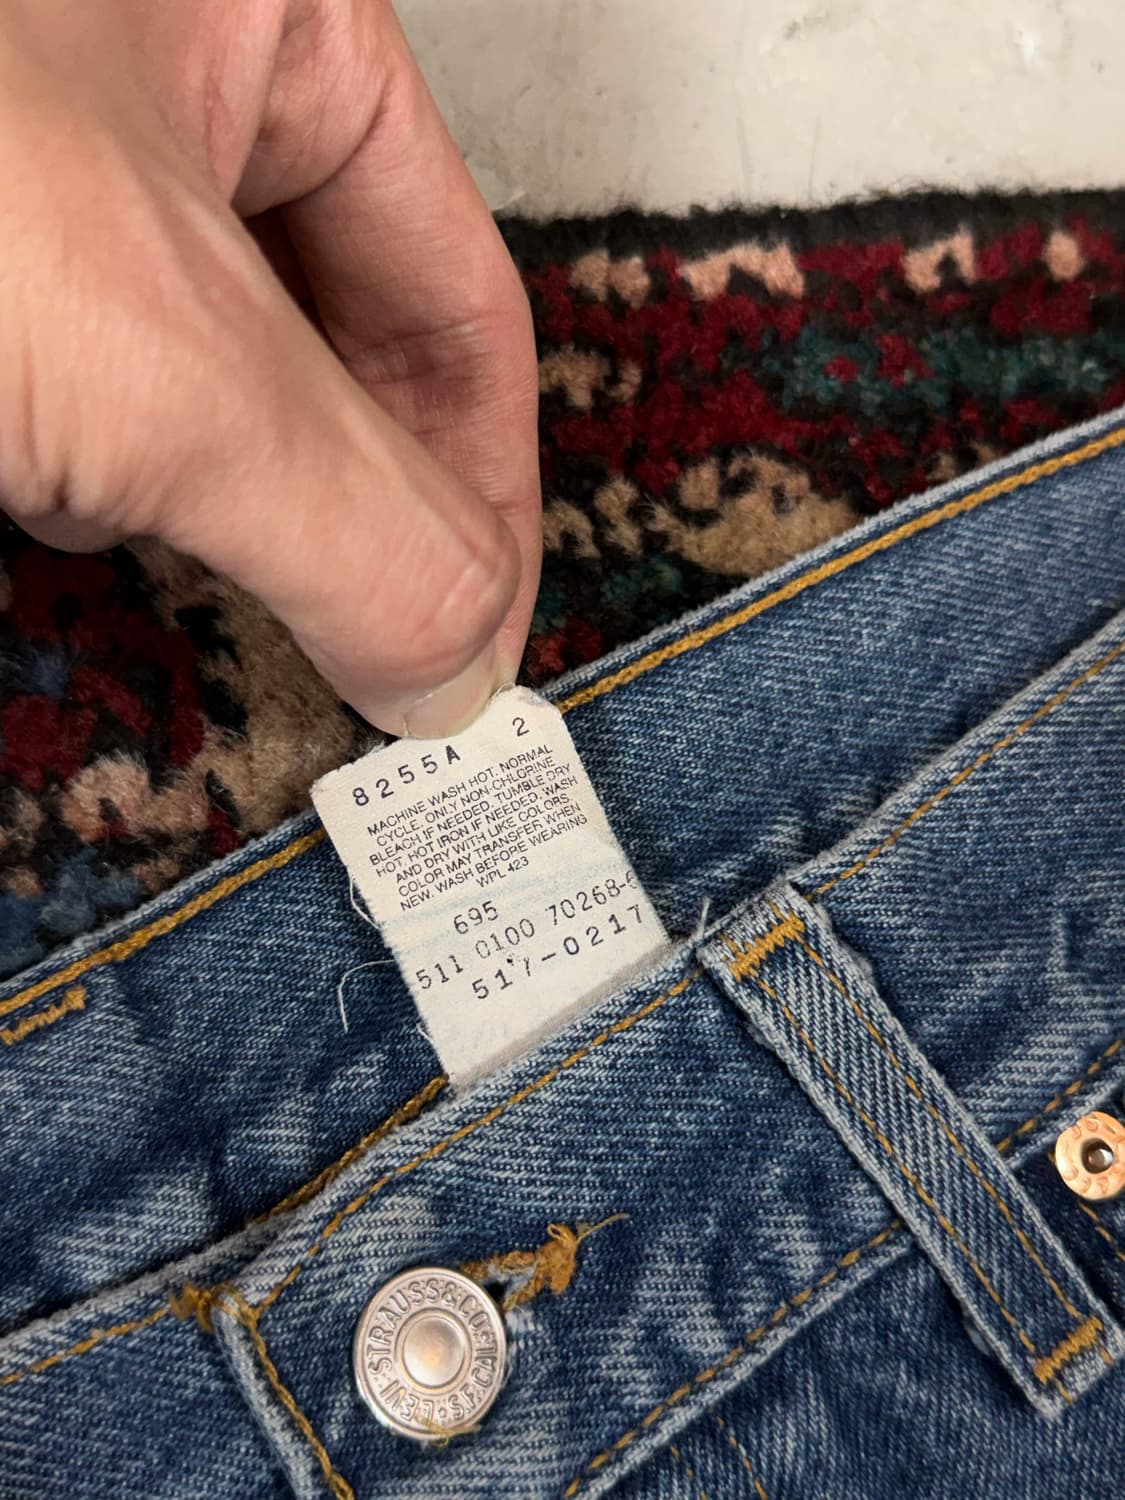 8255A 2
MACHINE WASH HOT. NORMAL
CYCLE. ONLY NON-CHLORINE
BLEACH IF NEEDED. TUMBLE DRY
HOT. HOT IRON IF NEEDED. WASH
AND DRY WITH LIKE COLORS.
COLOR MAY TRANSFER WHEN
NEW. WASH BEFORE WEARING
WPL 423
695
511 0100 70268-6
517-0217
LEVI STRAUSS & CO. S.F. CAL